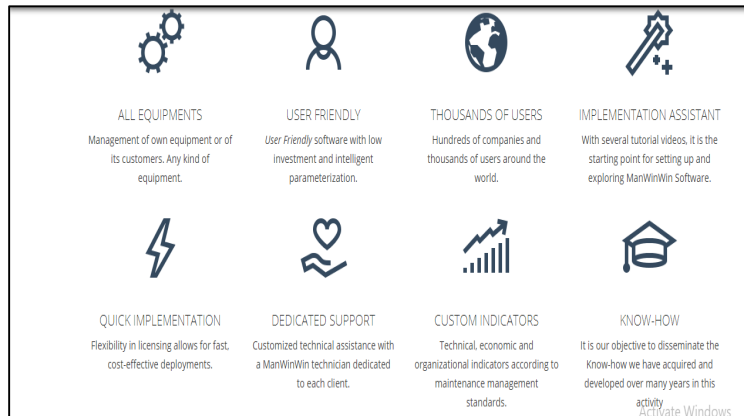 ALL EQUIPMENTS
Management of own equipment or of
its customers. Any kind of
equipment.
USER FRIENDLY
User Friendly software with low
investment and intelligent
parameterization.
THOUSANDS OF USERS
Hundreds of companies and
thousands of users around the
world.
IMPLEMENTATION ASSISTANT
With several tutorial videos, it is the
starting point for setting up and
exploring ManWinWin Software.
QUICK IMPLEMENTATION
Flexibility in licensing allows for fast,
cost-effective deployments.
DEDICATED SUPPORT
Customized technical assistance with
a ManWinWin technician dedicated
to each client.
CUSTOM INDICATORS
Technical, economic and
organizational indicators according to
maintenance management
standards.
KNOW-HOW
It is our objective to disseminate the
Know-how we have acquired and
developed over many years in this
activity
Activate Windows